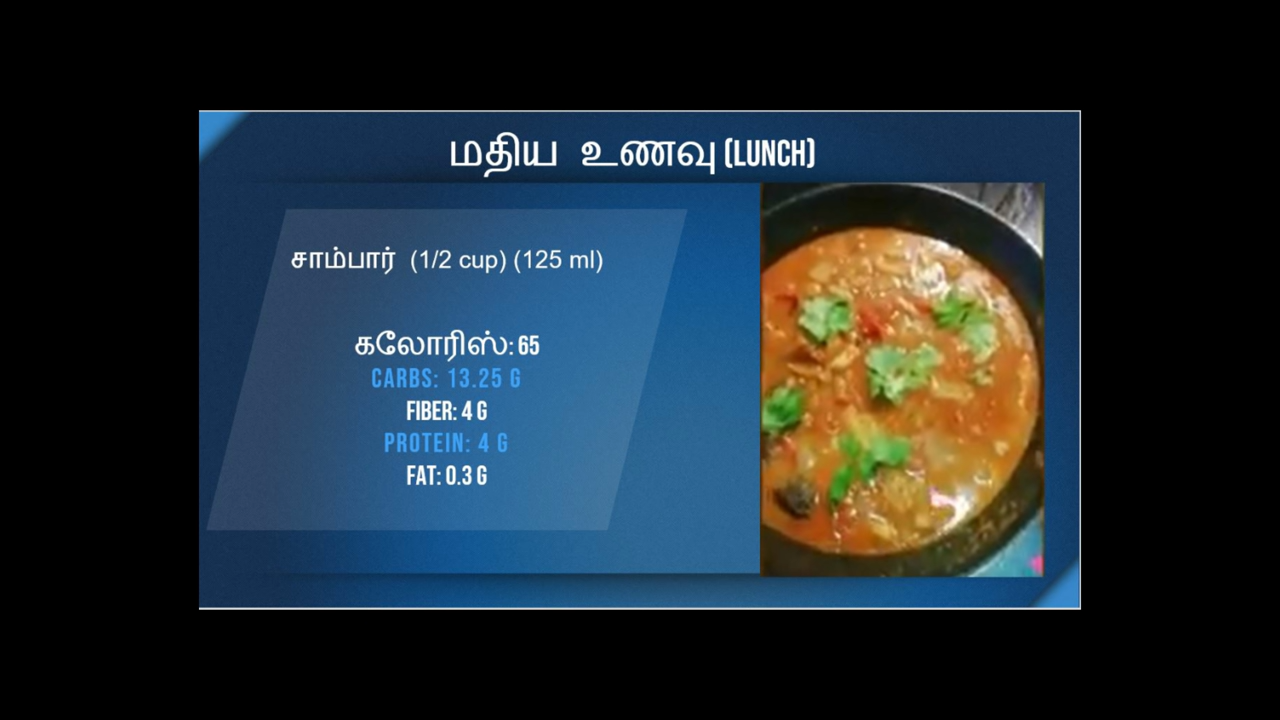 மதிய உணவு (LUNCH)
சாம்பார் (1/2 cup) (125 ml)
கலோரிஸ்: 65
CARBS: 13.25 G
FIBER: 4 G
PROTEIN: 4 G
FAT: 0.3 G